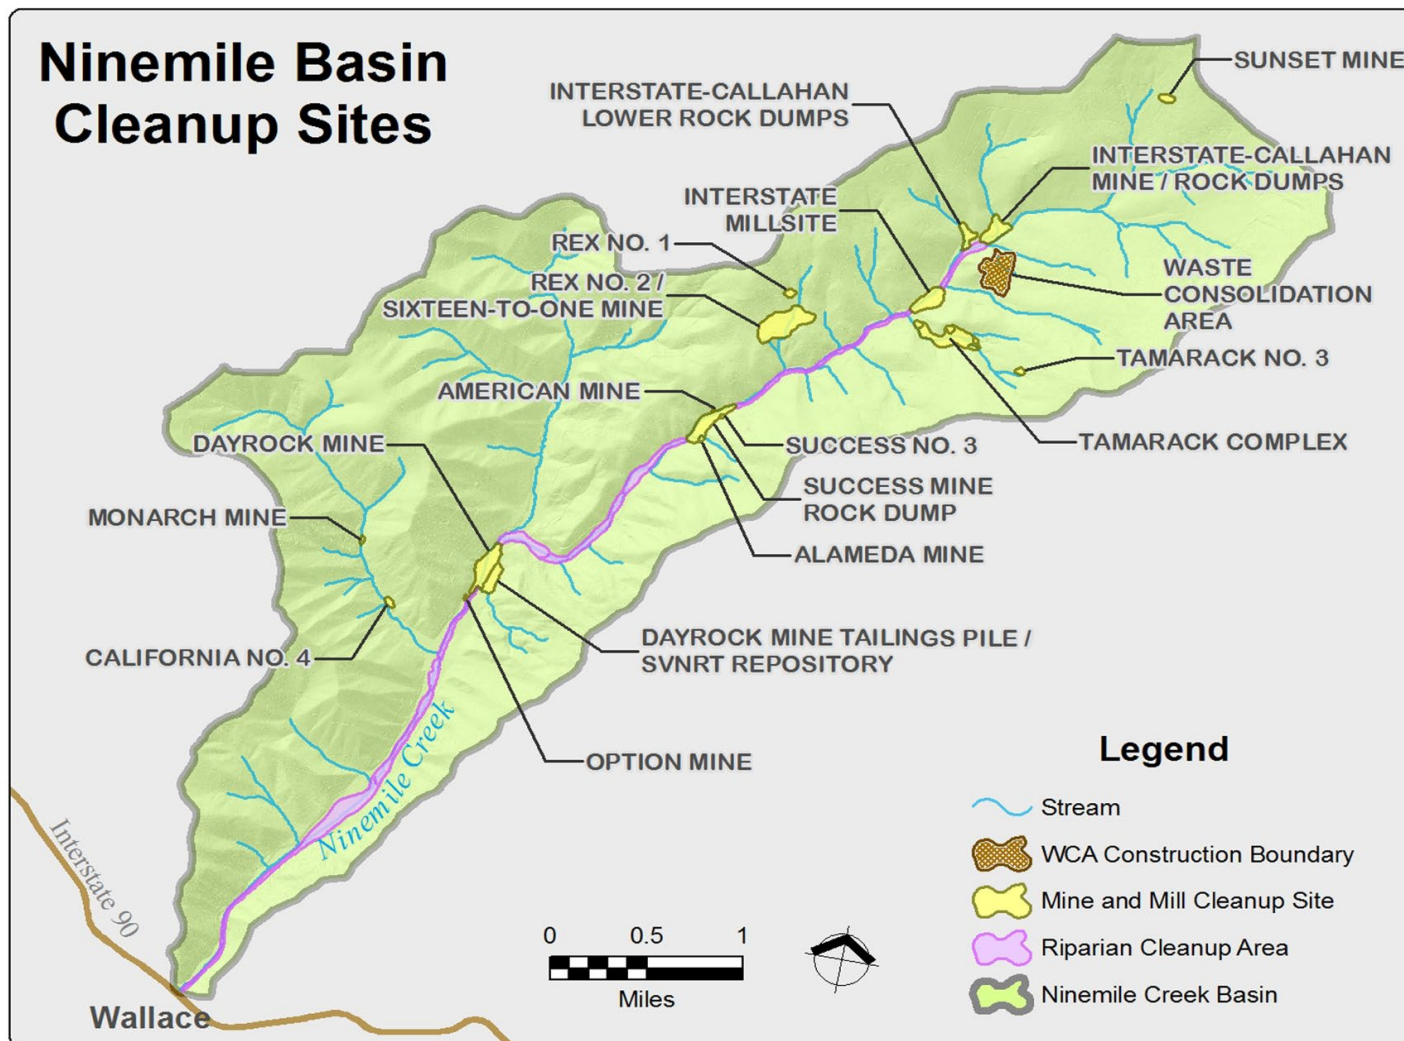 Ninemile Basin
Cleanup Sites
SUNSET MINE
INTERSTATE-CALLAHAN
LOWER ROCK DUMPS
INTERSTATE-CALLAHAN
MINE / ROCK DUMPS
INTERSTATE
MILLSITE
REX NO. 1
REX NO. 2 /
SIXTEEN-TO-ONE MINE
WASTE
CONSOLIDATION
AREA
TAMARACK NO. 3
AMERICAN MINE
DAYROCK MINE
SUCCESS NO. 3
TAMARACK COMPLEX
SUCCESS MINE
ROCK DUMP
MONARCH MINE
ALAMEDA MINE
CALIFORNIA NO. 4
DAYROCK MINE TAILINGS PILE /
SVNRT REPOSITORY
OPTION MINE
Ninemile Creek
Interstate 90
Wallace
0 0.5 1
Miles
Legend
Stream
WCA Construction Boundary
Mine and Mill Cleanup Site
Riparian Cleanup Area
Ninemile Creek Basin